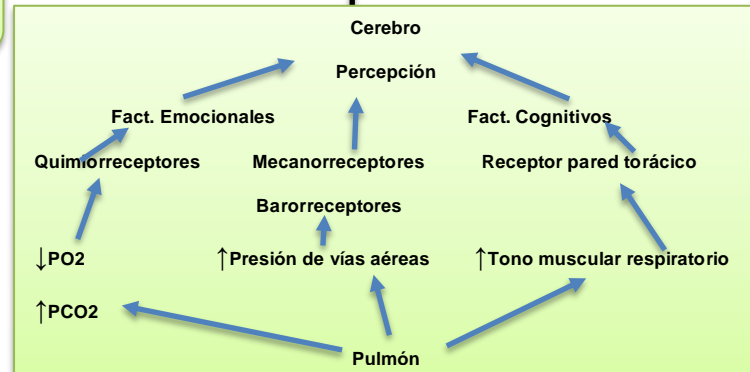 Cerebro
Percepción
Fact. Emocionales Fact. Cognitivos
Quimiorreceptores Mecanorreceptores Receptor pared torácico
Barorreceptores
↓PO2 ↑Presión de vías aéreas ↑Tono muscular respiratorio
↑PCO2
Pulmón